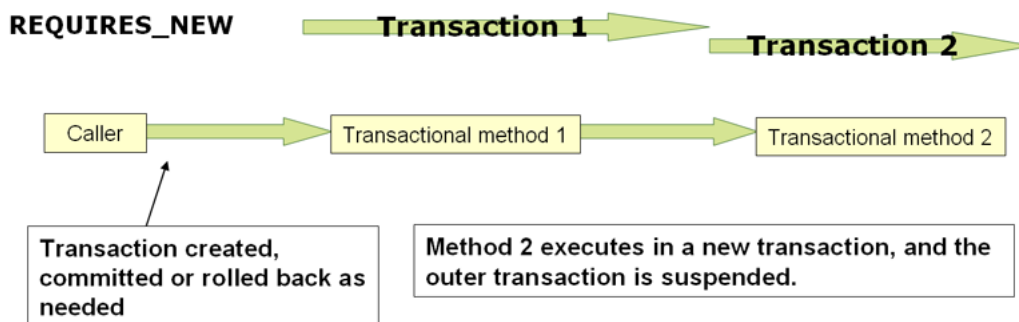 REQUIRES_NEW
Transaction 1
Transaction 2
Caller
Transactional method 1
Transactional method 2
Transaction created,
committed or rolled back as
needed
Method 2 executes in a new transaction, and the
outer transaction is suspended.